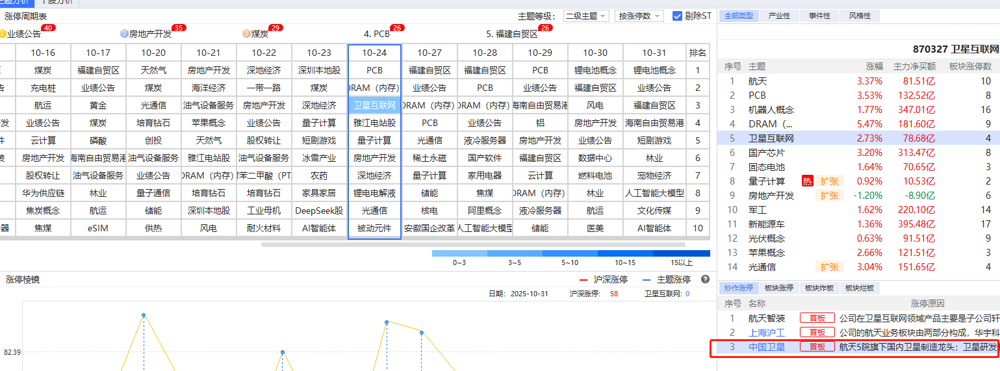 主题分析 个股分析
涨停周期表 主题等级: 二级主题 按涨停数 剔除ST
业绩公告 40 房地产开发 35 煤炭 29 4. PCB 26 5. 福建自贸区 26
10-16 10-17 10-20 10-21 10-22 10-23 10-24 10-27 10-28 10-29 10-30 10-31 排名
煤炭 福建自贸区 天然气 房地产开发 深地经济 深圳本地股 PCB 福建自贸区 福建自贸区 PCB 锂电池概念 锂电池概念 1
告 充电桩 业绩公告 煤炭 海洋经济 一带一路 煤炭 DRAM（内存） 业绩公告 PCB 业绩公告 福建自贸区 业绩公告 2
航运 黄金 光通信 油气设备服务 房地产开发 深地经济 卫星互联网 DRAM（内存） DRAM（内存） 海南自由贸易港 风电 福建自贸区 3
发 业绩公告 煤炭 培育钻石 苹果概念 业绩公告 量子计算 雅江电站股 PCB 业绩公告 铝 房地产开发 海南自由贸易港 4
云计算 磷酸 创投 天然气 股权转让 短剧游戏 量子计算 光通信 液冷服务器 房地产开发 业绩公告 短剧游戏 5
房地产开发 海南自由贸易港 油气设备服务 雅江电站股 油气设备服务 冰雪产业 房地产开发 稀土永磁 国产软件 福建自贸区 数据中心 林业 6
股权转让 油气设备服务 业绩公告 DRAM（内存） 苯二甲酸（PT 农药 深地经济 量子计算 家用电器 云计算 燃料电池 宠物经济 7
华为供应链 林业 量子通信 培育钻石 培育钻石 家具家居 锂电电解液 储能 焦煤 DRAM（内存） 林业 人工智能大模型 8
焦炭概念 航运 储能 深圳本地股 工业母机 DeepSeek股 光通信 核电 阿里概念 液冷服务器 航运 文化传媒 9
器 焦煤 eSIM 供热 风电 耐火材料 AI智能体 被动元件 安徽国企改革 人工智能大模型 储能 医美 AI智能体 10
0~3 3~5 5~10 10~15 15以上
涨停棱镜 沪深涨停 主题涨停 ?
日期: 2025-10-31 沪深涨停: 58 卫星互联网: 0
82.39
全部类型 产业性 事件性 风格性
870327 卫星互联网
序号 主题 涨幅 主力净买额 板块涨停数
1 航天 3.37% 81.51亿 10
2 PCB 3.53% 132.52亿 8
3 机器人概念 1.77% 347.01亿 16
4 DRAM（... 5.47% 181.60亿 9
5 卫星互联网 2.73% 78.68亿 4
6 国产芯片 3.20% 313.47亿 8
7 固态电池 1.64% 70.65亿 3
8 量子计算 热 扩张 0.92% 10.53亿 2
9 房地产开发 扩张 -1.20% -8.90亿 6
10 军工 1.62% 220.10亿 14
11 新能源车 1.36% 395.48亿 17
12 光伏概念 0.63% 91.51亿 9
13 苹果概念 2.66% 121.51亿 4
14 光通信 扩张 3.04% 151.65亿 4
炒作涨停 板块涨停 板块炸板 板块烂板
序号 名称 涨停原因
1 航天智装 首板 公司在卫星互联网领域产品主要是子公司轩
2 上海沪工 首板 公司的航天业务板块由两部分构成，华宇科
3 中国卫星 首板 航天5院旗下国内卫星制造龙头；卫星研发